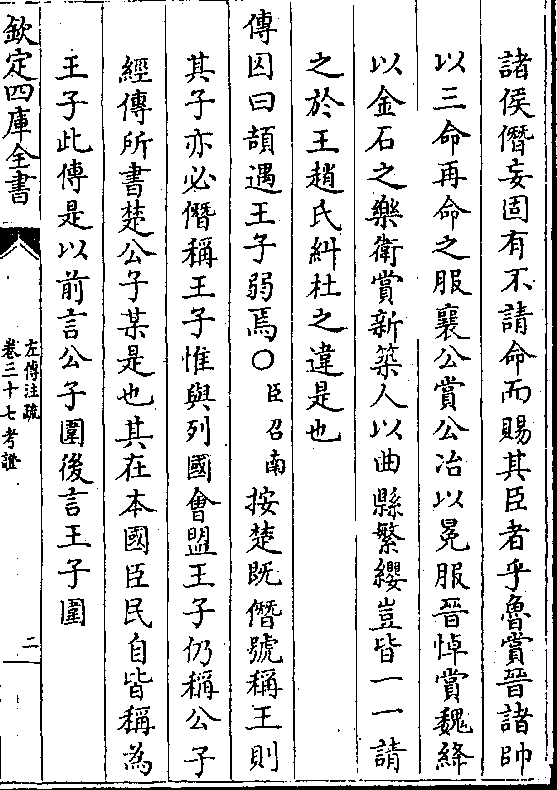 諸侯僭妄固有不請命而賜其臣者乎魯賞晉諸帥
以三命再命之服襄公賞公冶以冕服晉悼賞魏絳
以金石之樂衛賞新築人以曲縣繁纓豈皆一一請
之於王趙氏糾杜之違是也
傳囚曰頡遇王子弱焉○臣召南按楚既僭號稱王則
其子亦必僭稱王子惟與列國會盟王子仍稱公子
經傳所書楚公子某是也其在本國臣民自皆稱為
王子此傳是以前言公子圍後言王子圍
欽定四庫全書
左傳注疏
卷三十七考證
二